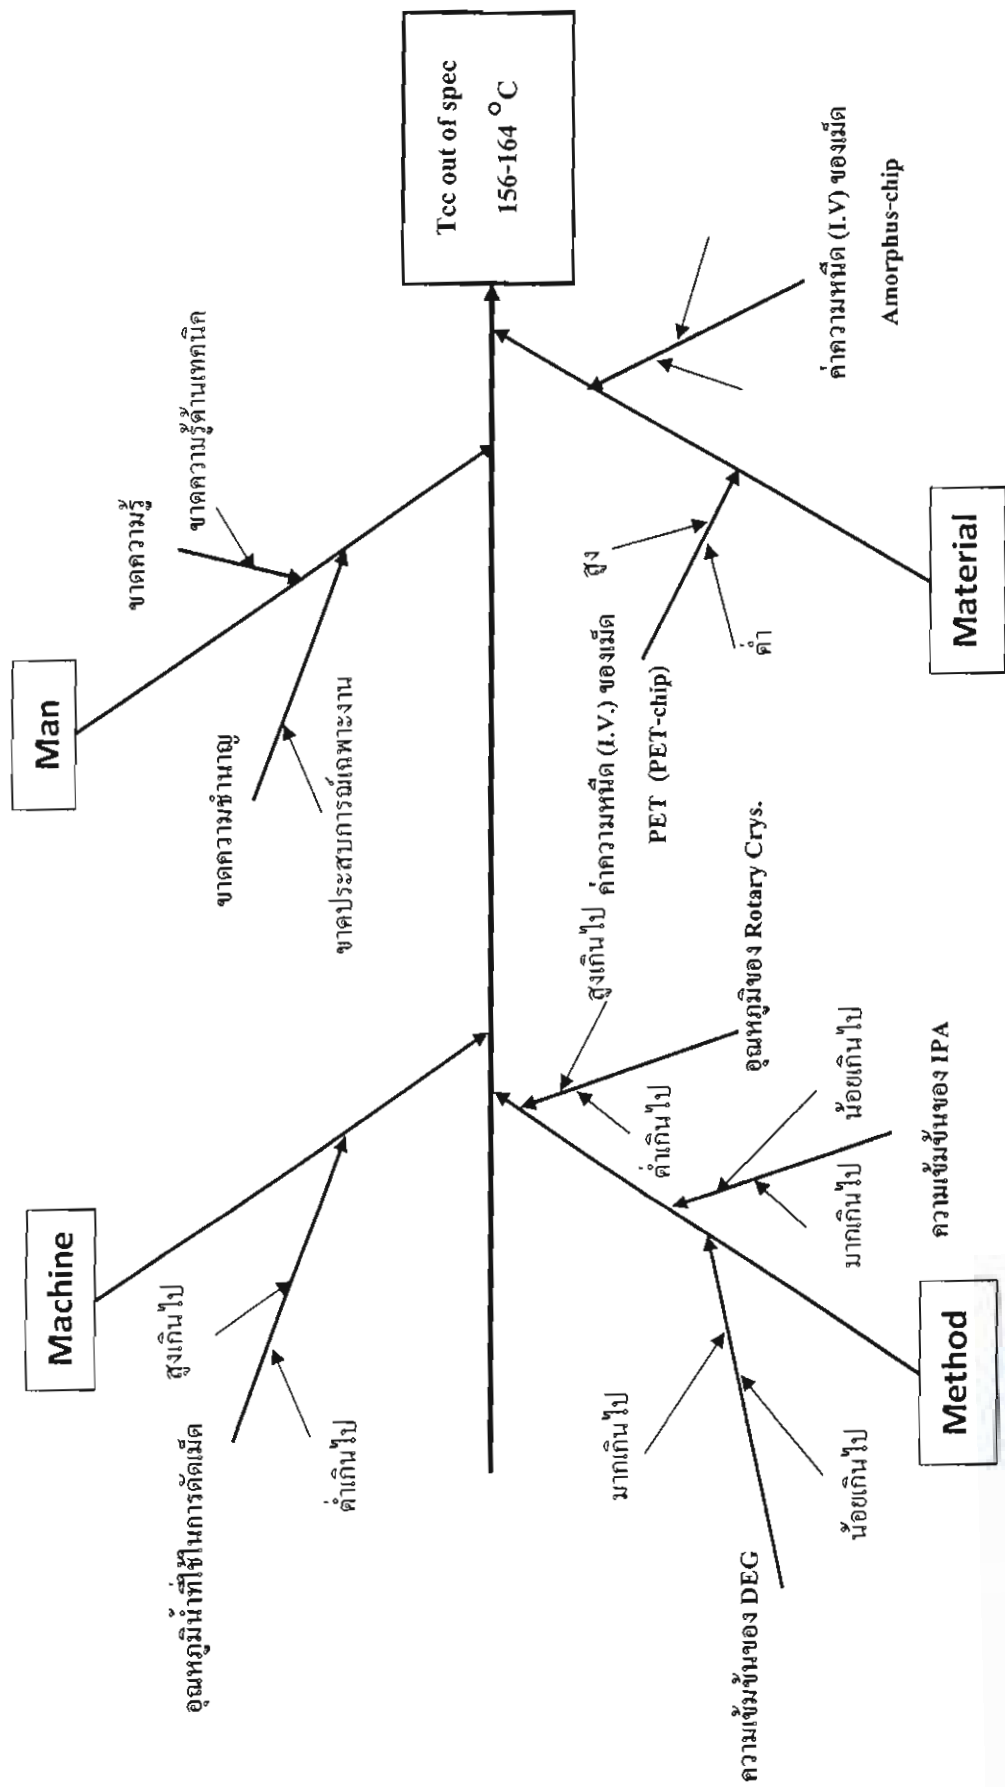 Machine
อุณหภูมิน้ำที่ใช้ในการตัดเม็ด
สูงเกินไป
ต่ำเกินไป
Man
ขาดความรู้
ขาดความรู้ด้านเทคนิค
ขาดความชำนาญ
ขาดประสบการณ์เฉพาะงาน
Tcc out of spec
156-164 °C
Method
ความเข้มข้นของ DEG
มากเกินไป
น้อยเกินไป
อุณหภูมิของ Rotary Crys.
สูงเกินไป
ต่ำเกินไป
ความเข้มข้นของ IPA
น้อยเกินไป
มากเกินไป
Material
ค่าความหนืด (I.V.) ของเม็ด
PET (PET-chip)
สูง
ต่ำ
ค่าความหนืด (I.V) ของเม็ด
Amorphus-chip